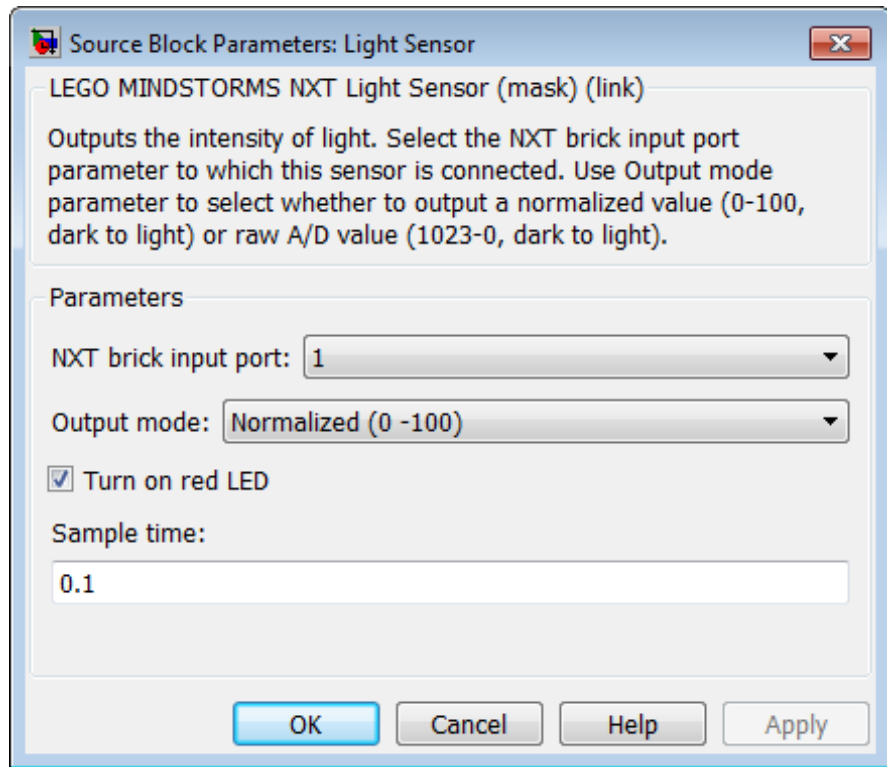 Source Block Parameters: Light Sensor
LEGO MINDSTORMS NXT Light Sensor (mask) (link)
Outputs the intensity of light. Select the NXT brick input port
parameter to which this sensor is connected. Use Output mode
parameter to select whether to output a normalized value (0-100,
dark to light) or raw A/D value (1023-0, dark to light).
Parameters
NXT brick input port: 1
Output mode: Normalized (0 -100)
Turn on red LED
Sample time:
0.1
OK Cancel Help Apply